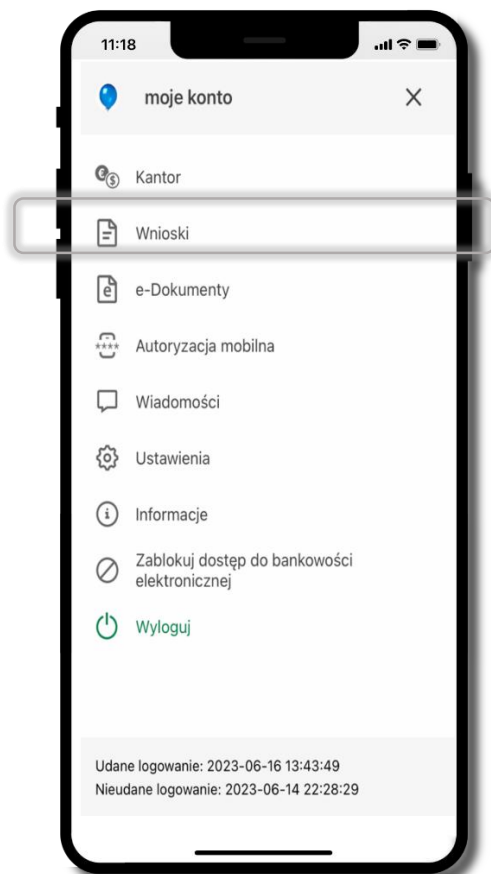 11:18
moje konto
Kantor
Wnioski
e-Dokumenty
Autoryzacja mobilna
Wiadomości
Ustawienia
Informacje
Zablokuj dostęp do bankowości
elektronicznej
Wyloguj
Udane logowanie: 2023-06-16 13:43:49
Nieudane logowanie: 2023-06-14 22:28:29